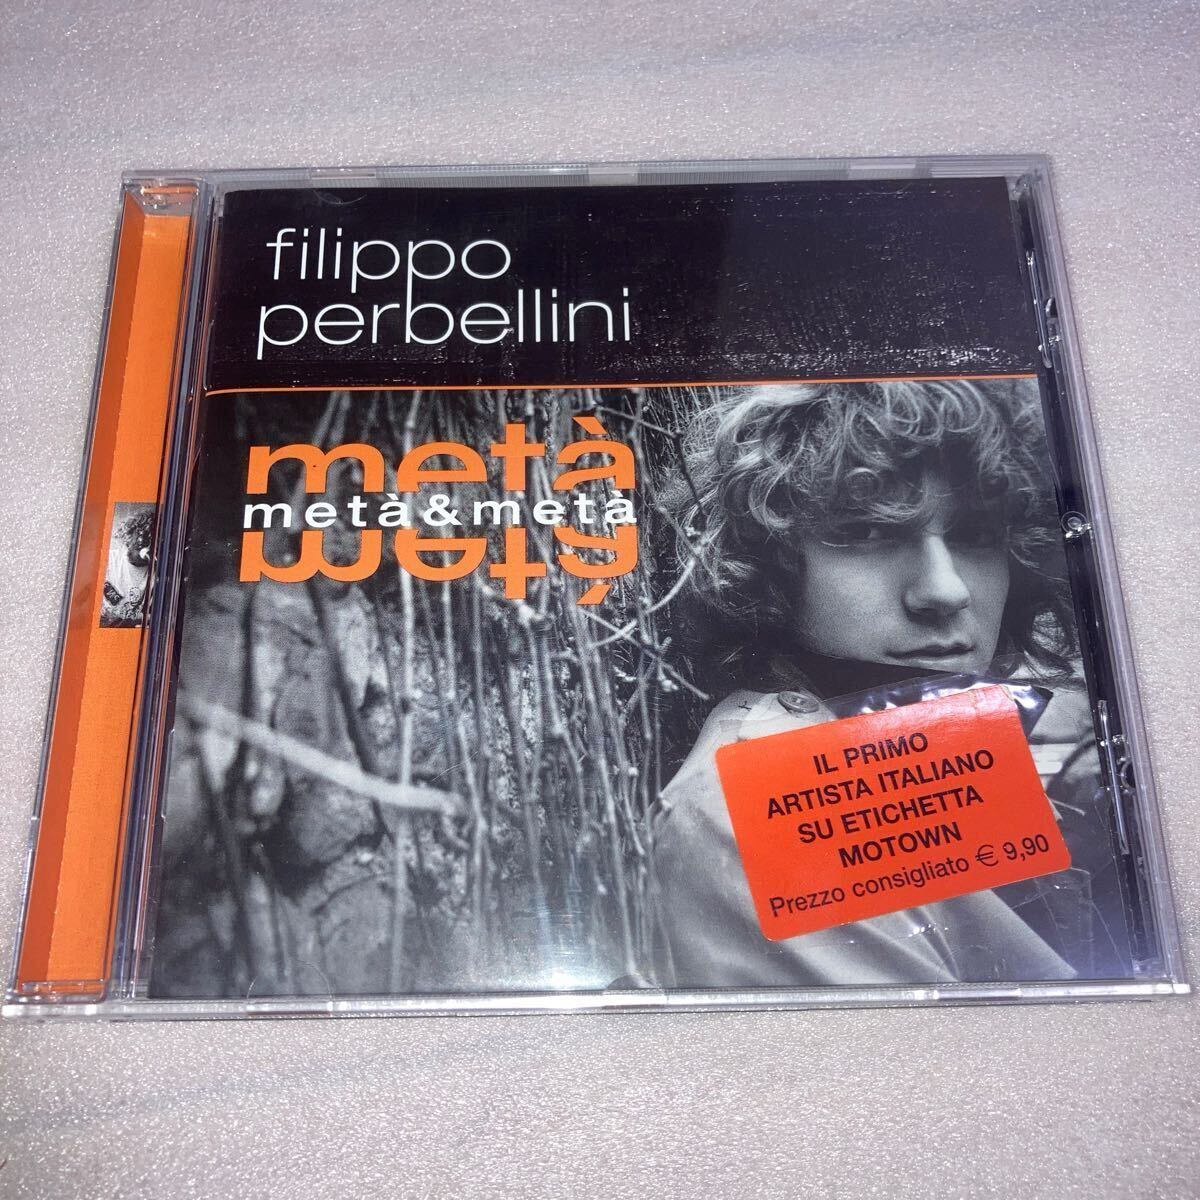 filippo
perbellini
metà
metà&metà
metà
IL PRIMO
ARTISTA ITALIANO
SU ETICHETTA
MOTOWN
Prezzo consigliato € 9,90